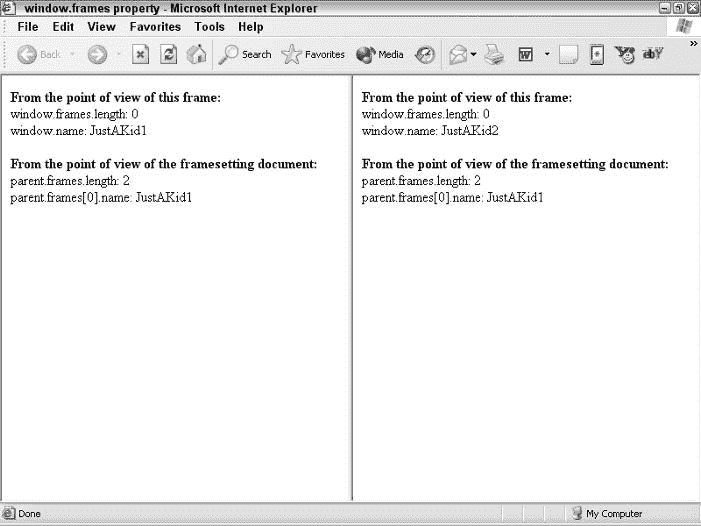 window.frames property - Microsoft Internet Explorer
File Edit View Favorites Tools Help
Back Search Favorites Media W ebY
»
From the point of view of this frame:
window.frames.length: 0
window.name: JustAKid1
From the point of view of the framesetting document:
parent.frames.length: 2
parent.frames[0].name: JustAKid1
From the point of view of this frame:
window.frames.length: 0
window.name: JustAKid2
From the point of view of the framesetting document:
parent.frames.length: 2
parent.frames[0].name: JustAKid1
Done My Computer